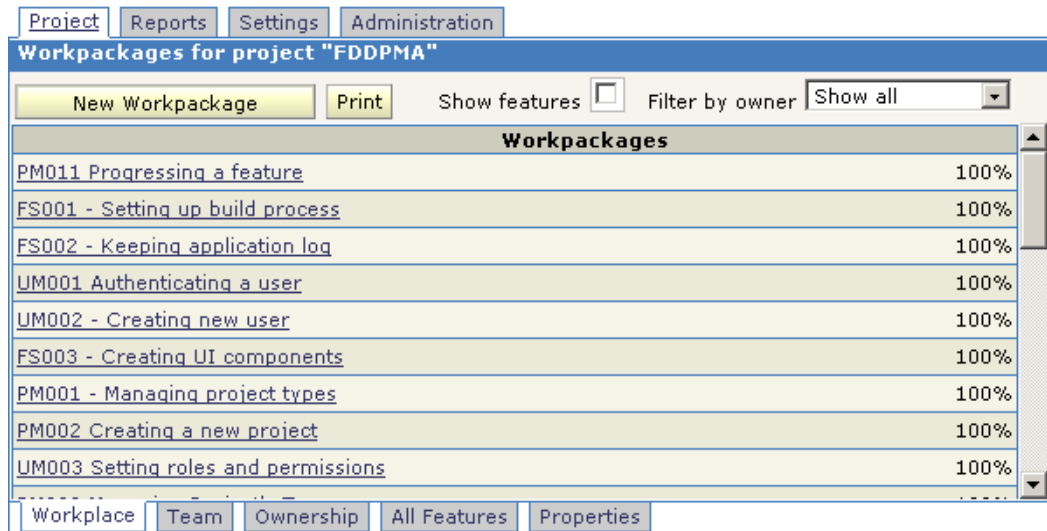 Project Reports Settings Administration
Workpackages for project "FDDPMA"
New Workpackage Print Show features Filter by owner Show all
Workpackages
PM011 Progressing a feature 100%
FS001 - Setting up build process 100%
FS002 - Keeping application log 100%
UM001 Authenticating a user 100%
UM002 - Creating new user 100%
FS003 - Creating UI components 100%
PM001 - Managing project types 100%
PM002 Creating a new project 100%
UM003 Setting roles and permissions 100%
Workplace Team Ownership All Features Properties